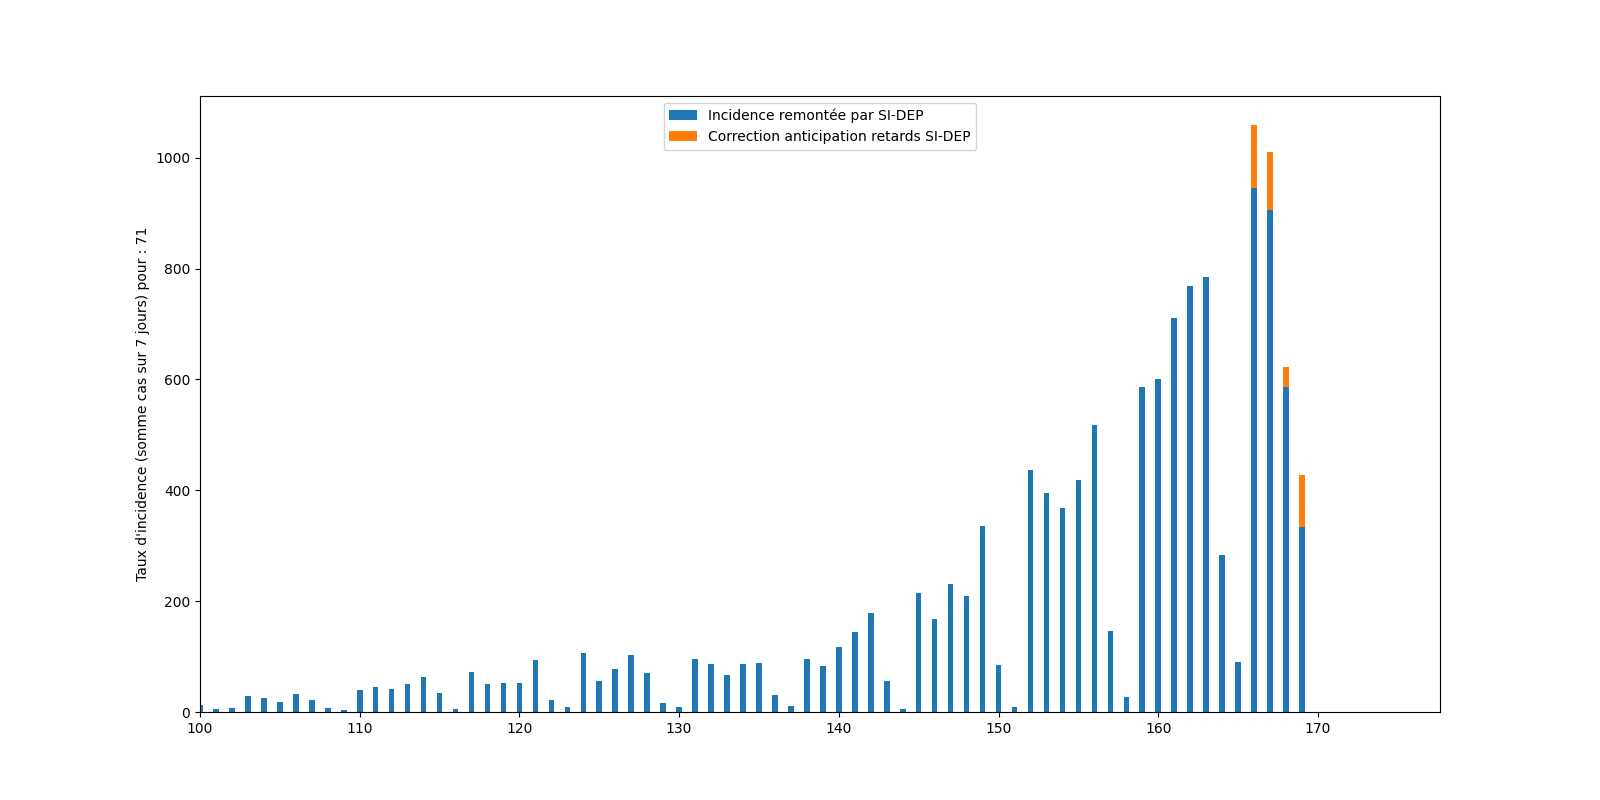 Incidence remontée par SI-DEP
Correction anticipation retards SI-DEP
Taux d'incidence (somme cas sur 7 jours) pour : 71
1000
800
600
400
200
0
100 110 120 130 140 150 160 170